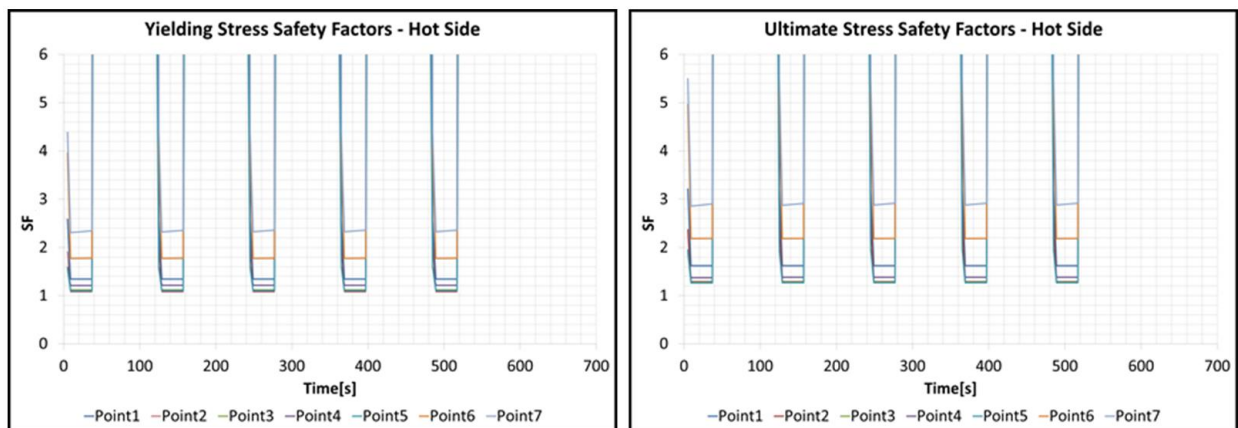 Yielding Stress Safety Factors - Hot Side
6
5
4
3
2
1
0
SF
0 100 200 300 400 500 600 700
Time[s]
Point1 Point2 Point3 Point4 Point5 Point6 Point7
Ultimate Stress Safety Factors - Hot Side
6
5
4
3
2
1
0
SF
0 100 200 300 400 500 600 700
Time[s]
Point1 Point2 Point3 Point4 Point5 Point6 Point7